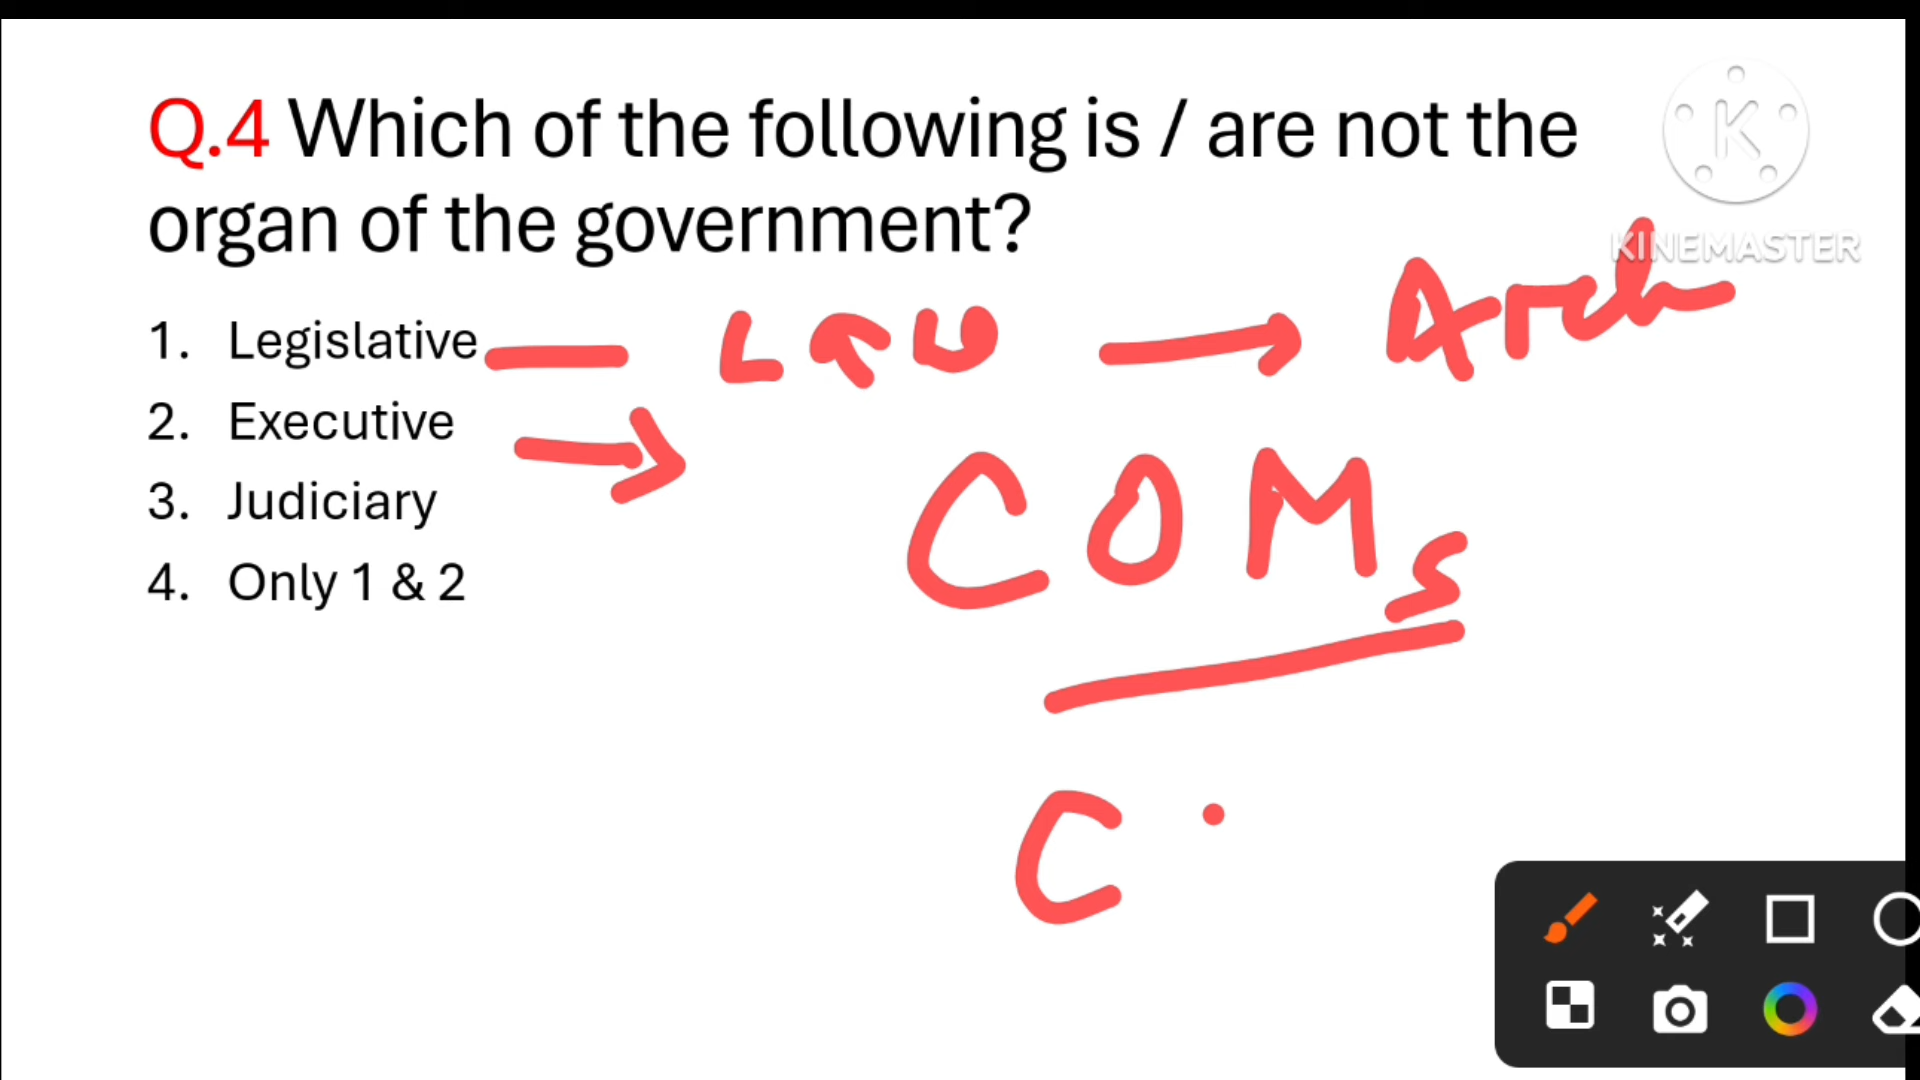 Q.4 Which of the following is / are not the
organ of the government?
K
KINEMASTER
1. Legislative — Law → Arch
2. Executive →
COMs
3. Judiciary
4. Only 1 & 2
C